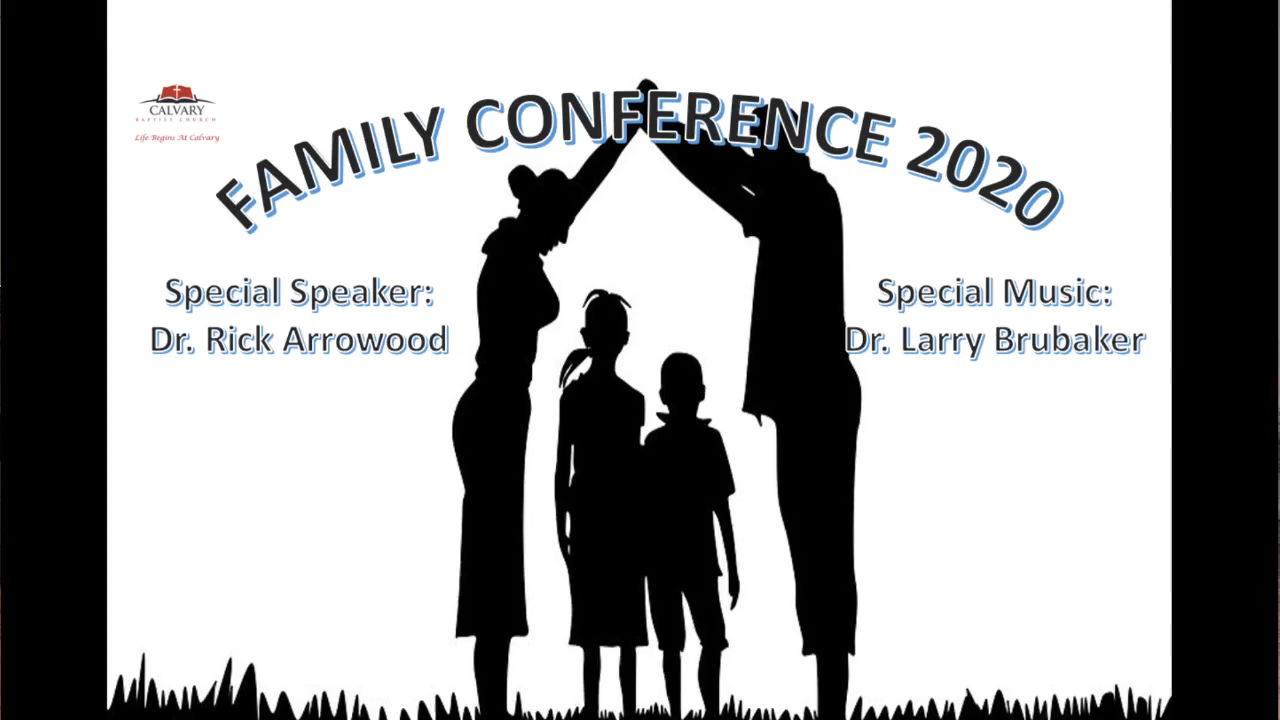 CALVARY
BAPTIST CHURCH
Life Begins At Calvary
FAMILY CONFERENCE 2020
Special Speaker:
Dr. Rick Arrowood
Special Music:
Dr. Larry Brubaker